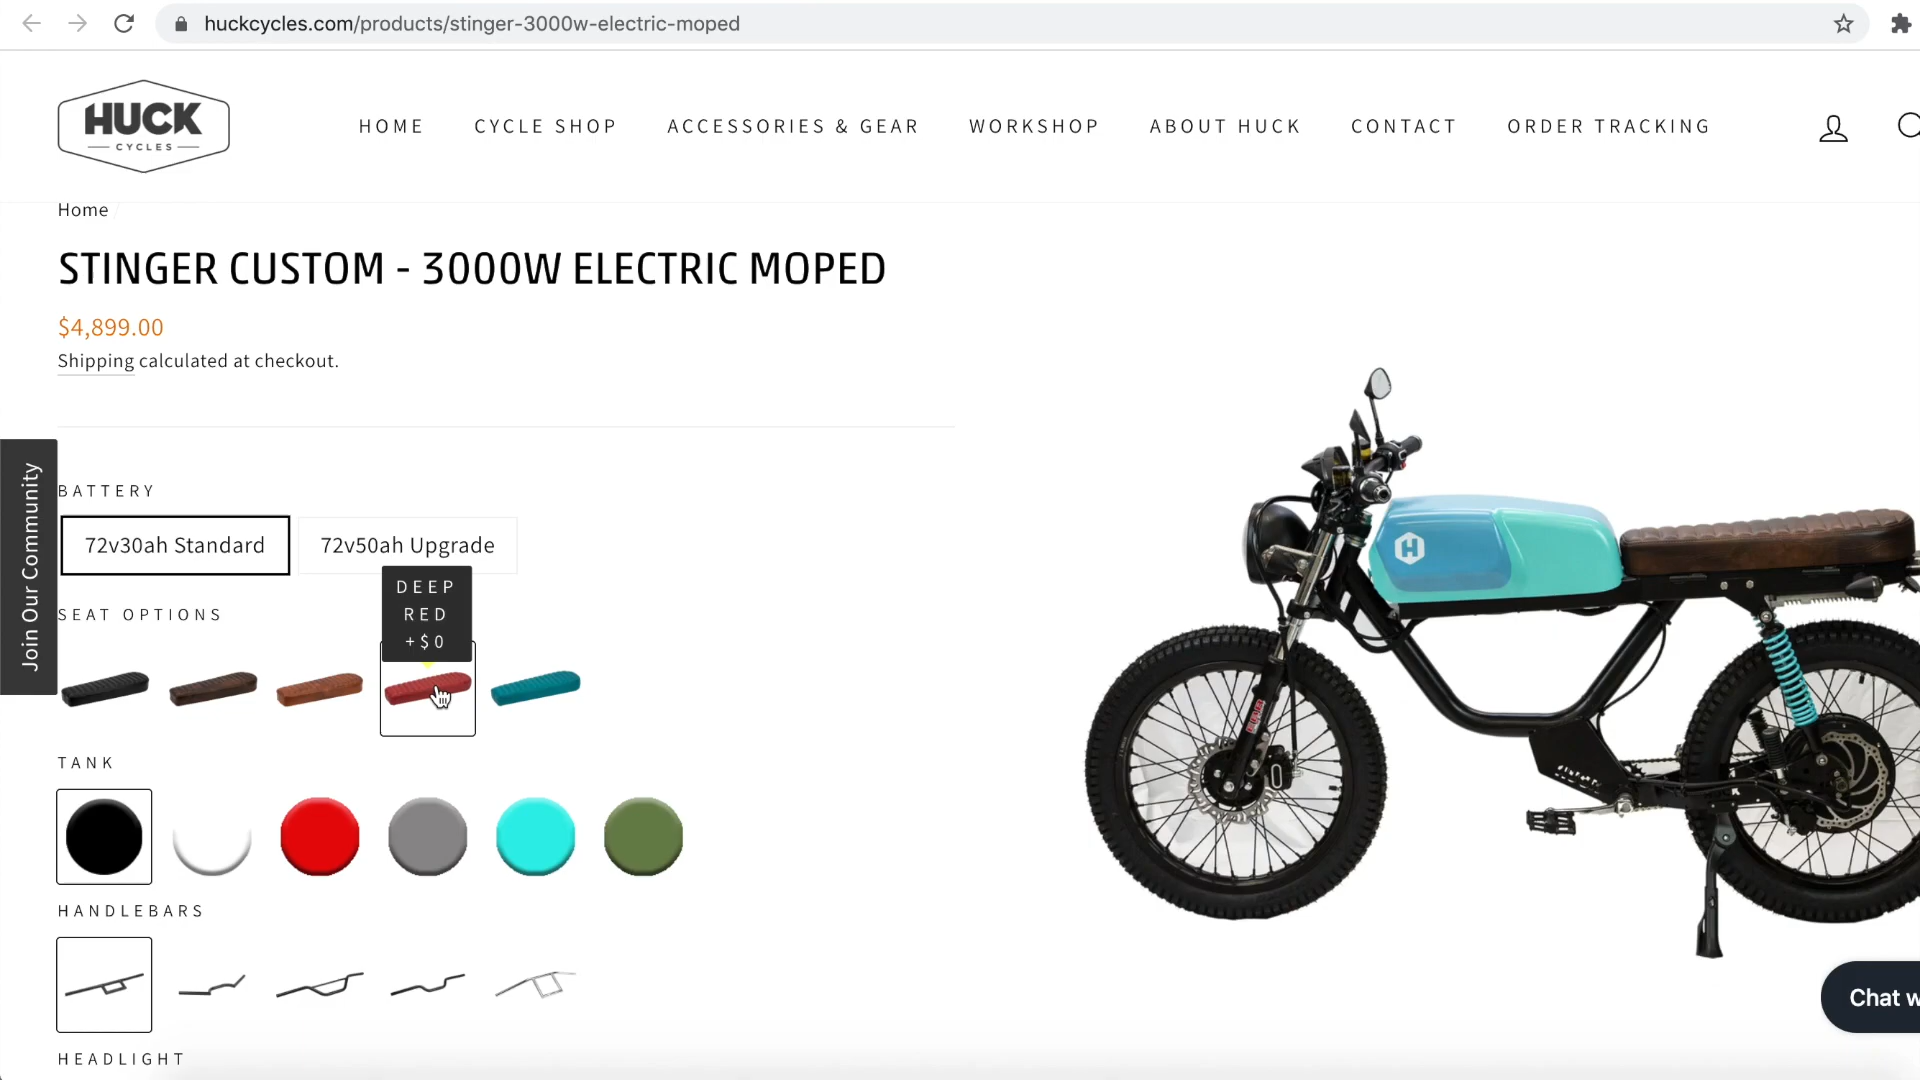 huckcycles.com/products/stinger-3000w-electric-moped
HUCK
CYCLES
HOME
CYCLE SHOP
ACCESSORIES & GEAR
WORKSHOP
ABOUT HUCK
CONTACT
ORDER TRACKING
Home /
STINGER CUSTOM - 3000W ELECTRIC MOPED
$4,899.00
Shipping calculated at checkout.
Join Our Community
BATTERY
72v30ah Standard
72v50ah Upgrade
DEEP
RED
+$0
SEAT OPTIONS
TANK
HANDLEBARS
HEADLIGHT
H
Chat w